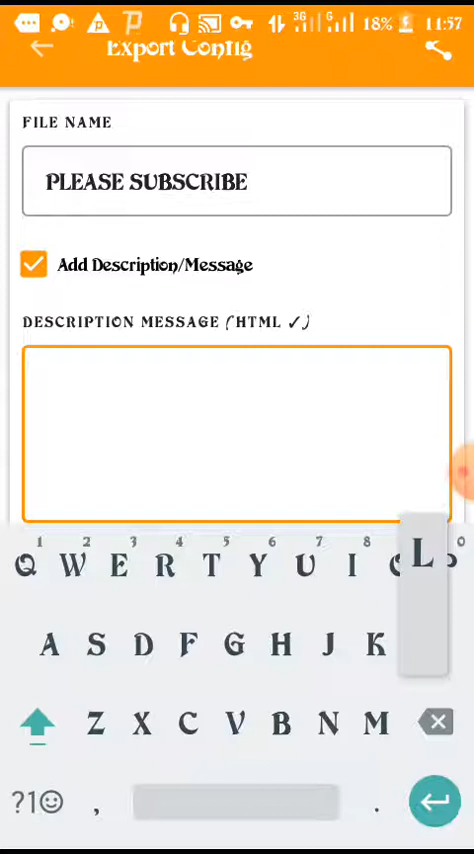 3G G 18% 11:57
Export Config
FILE NAME
PLEASE SUBSCRIBE
Add Description/Message
DESCRIPTION MESSAGE (HTML ✓)
1 2 3 4 5 6 7 8 0
Q W E R T Y U I L
A S D F G H J K
Z X C V B N M
?1☺ , .